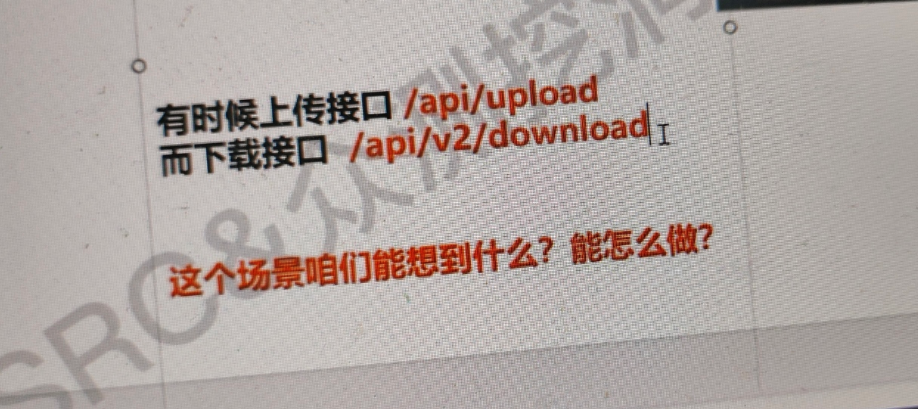 有时候上传接口 /api/upload
而下载接口 /api/v2/download
这个场景咱们能想到什么？能怎么做？
SRC&众测挖洞